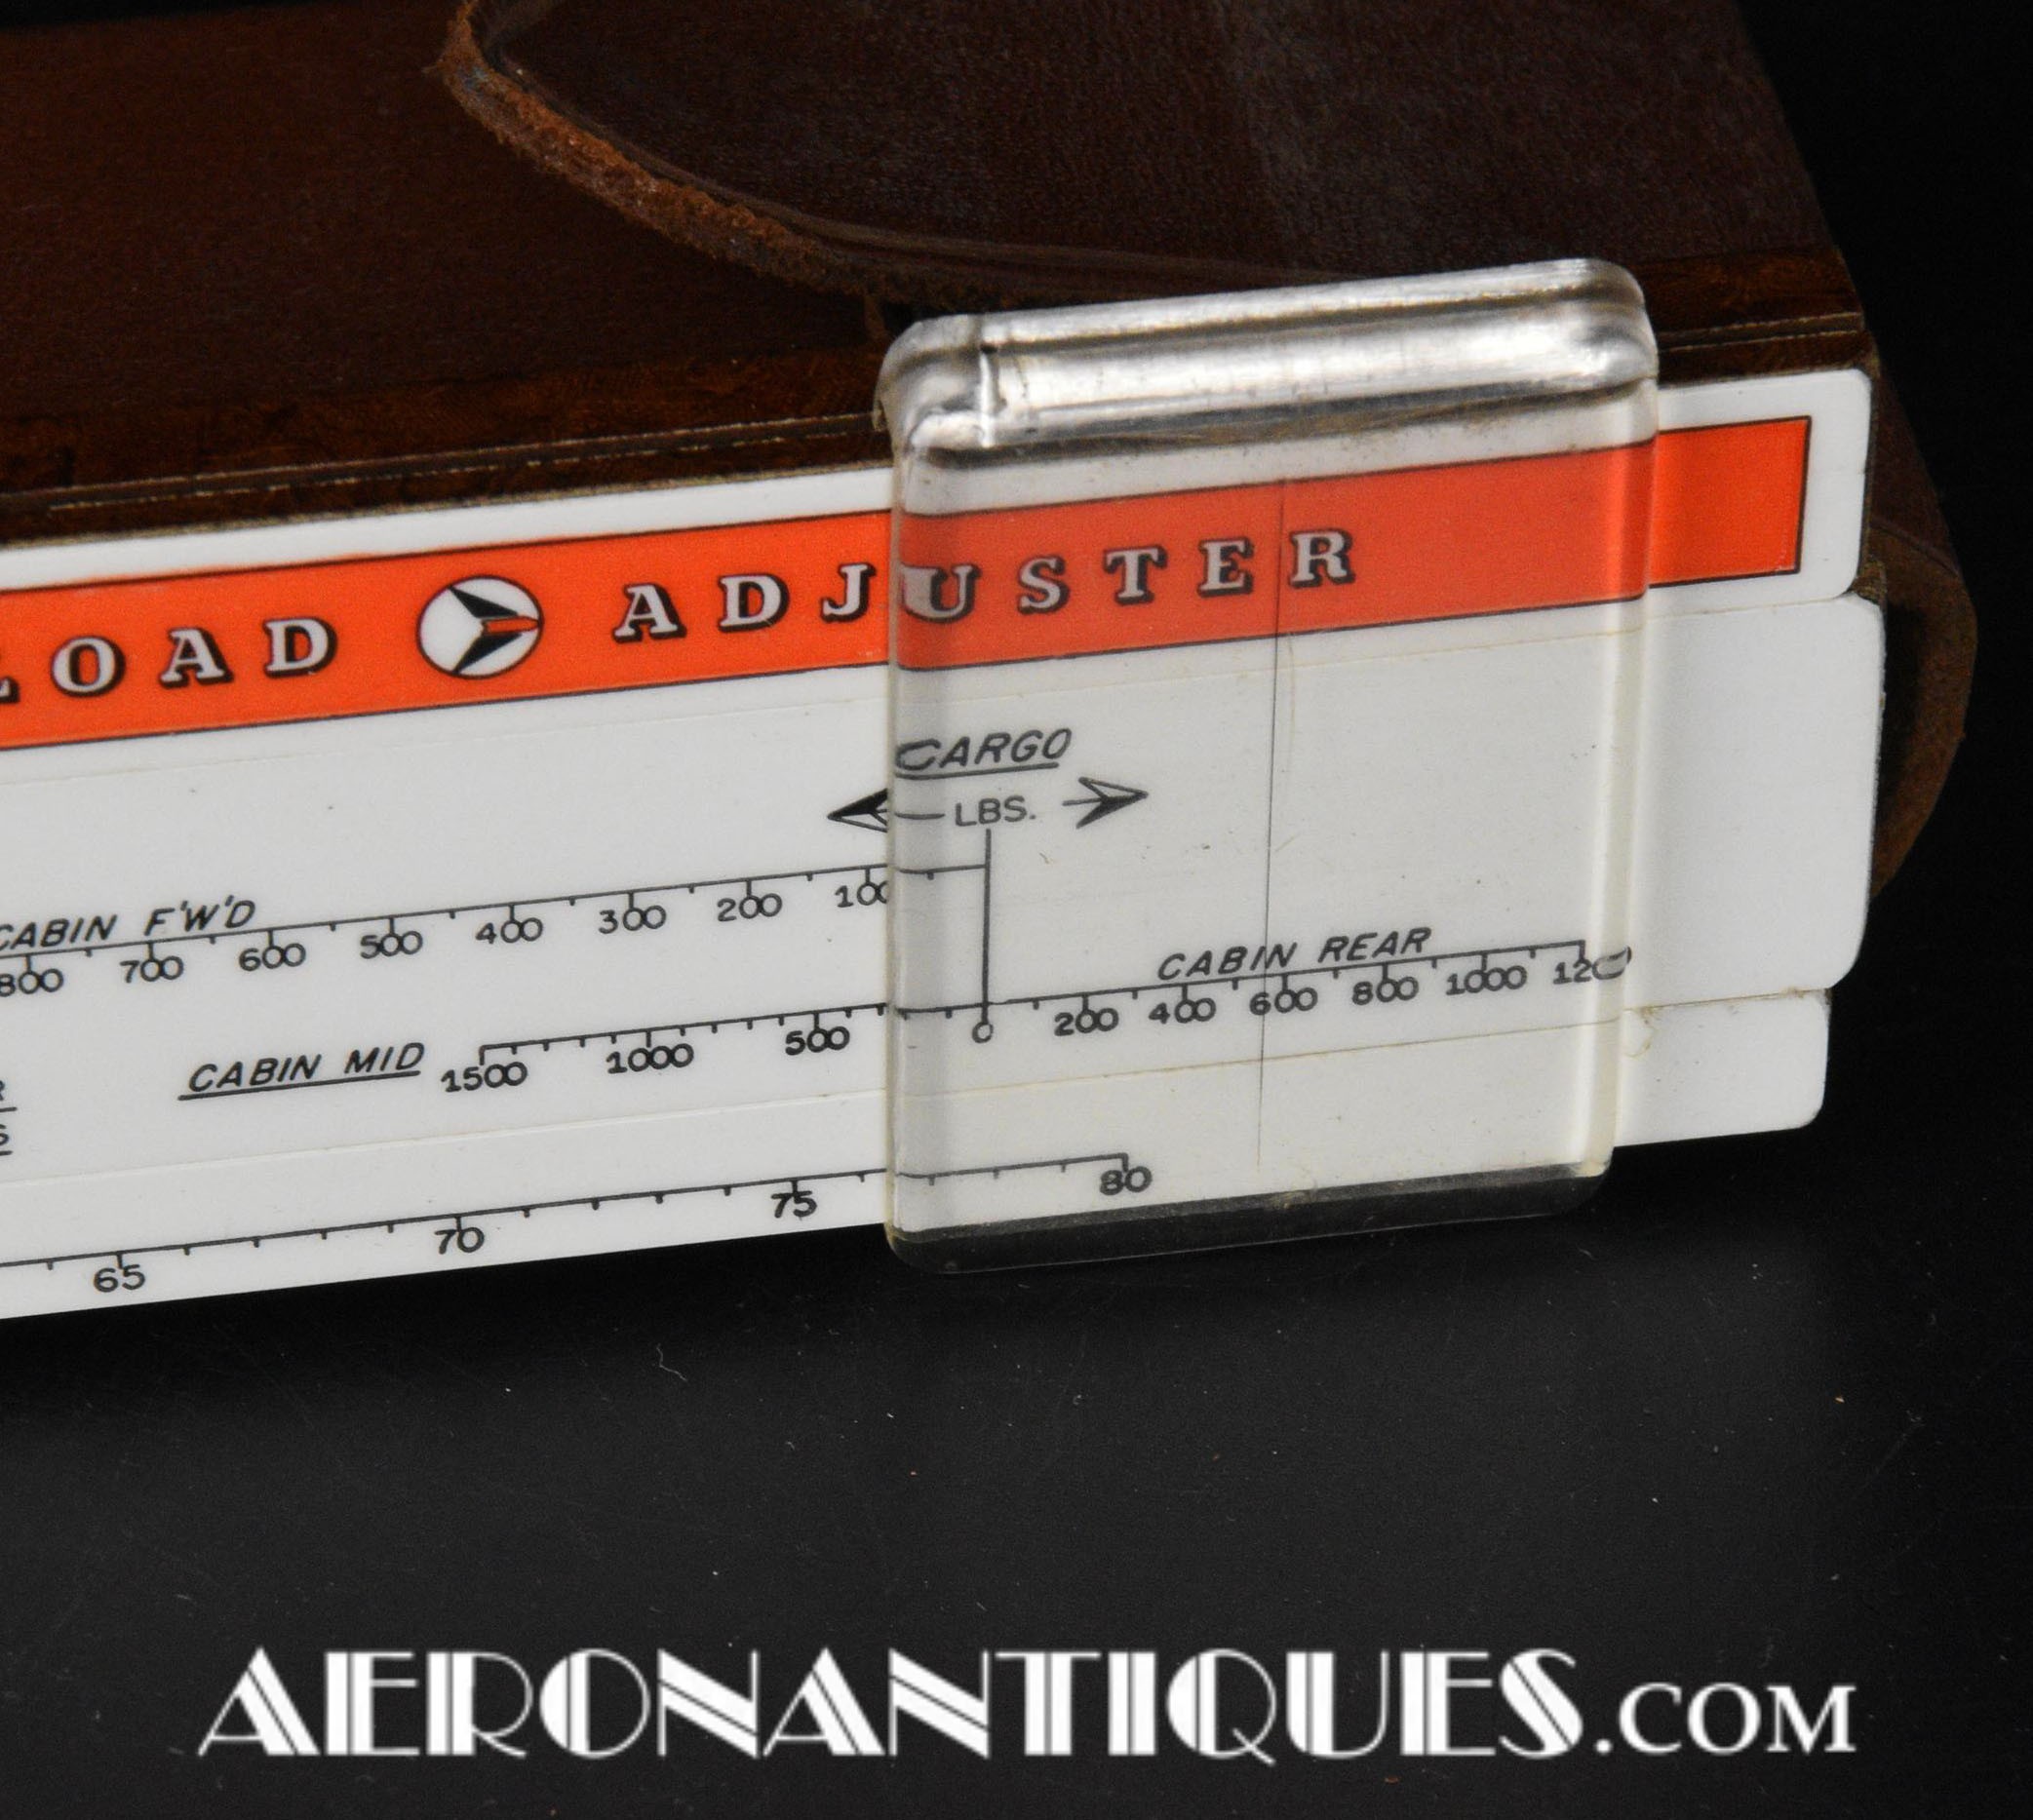 LOAD ADJUSTER
CARGO
LBS.
CABIN F'W'D
800 700 600 500 400 300 200 100
CABIN REAR
0 200 400 600 800 1000 120
CABIN MID
1500 1000 500
65 70 75 80
AERONANTIQUES.COM